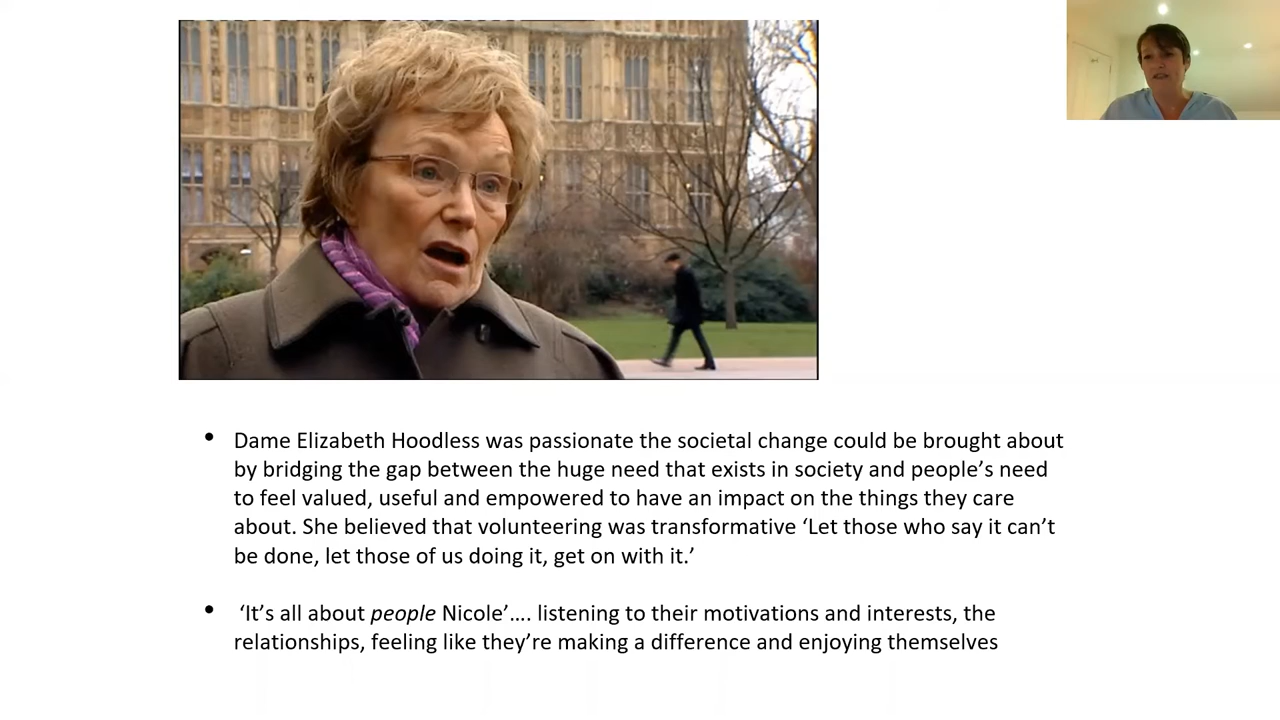 • Dame Elizabeth Hoodless was passionate the societal change could be brought about
by bridging the gap between the huge need that exists in society and people’s need
to feel valued, useful and empowered to have an impact on the things they care
about. She believed that volunteering was transformative ‘Let those who say it can’t
be done, let those of us doing it, get on with it.’
• ‘It’s all about people Nicole’…. listening to their motivations and interests, the
relationships, feeling like they’re making a difference and enjoying themselves